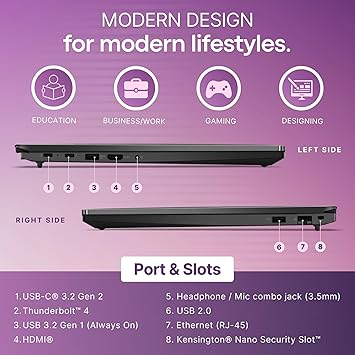 MODERN DESIGN
for modern lifestyles.
EDUCATION
BUSINESS/WORK
GAMING
DESIGNING
LEFT SIDE
1 2 3 4 5
RIGHT SIDE
6 7 8
Port & Slots
1.USB-C® 3.2 Gen 2
2.Thunderbolt™ 4
3.USB 3.2 Gen 1 (Always On)
4.HDMI®
5. Headphone / Mic combo jack (3.5mm)
6. USB 2.0
7. Ethernet (RJ-45)
8. Kensington® Nano Security Slot™